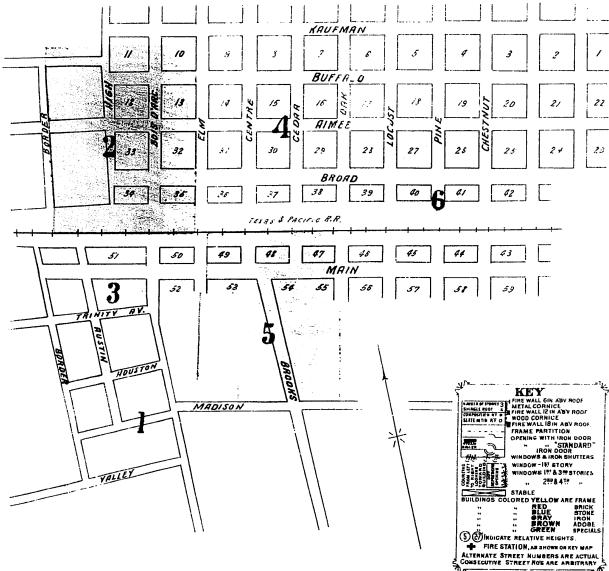 KAUFMAN
11 10 9 8 7 6 5 4 3 2 1
BUFFALO
HIGH
12 13 14 15 16 17 18 19 20 21 22
BORDER
ELM
CENTRE
CEDAR
OAK
LOCUST
PINE
CHESTNUT
AIMEE
4
2
33 32 31 30 29 28 27 26 25 24 23
BROAD
34 35 36 37 38 39 40 41 42
6
TEXAS & PACIFIC R.R.
51 50 49 48 47 46 45 44 43
MAIN
3
52 53 54 55 56 57 58 59
TRINITY AV.
AUSTIN
BORDER
5
BROOKS
HOUSTON
MADISON
1
VALLEY
KEY
FIRE WALL 6 IN ABV ROOF
METAL CORNICE
FIRE WALL 12 IN ABV ROOF
WOOD CORNICE
FIRE WALL 18 IN ABV ROOF
FRAME PARTITION
OPENING WITH IRON DOOR
" "STANDARD"
IRON DOOR
WINDOWS & IRON SHUTTERS
WINDOW - 1ST STORY
WINDOWS 1ST & 3RD STORIES
" 2ND & 4TH "
STABLE
BUILDINGS COLORED YELLOW ARE FRAME
" " RED BRICK
" " BLUE STONE
" " GRAY IRON
" " BROWN ADOBE
" " GREEN SPECIALS
INDICATE RELATIVE HEIGHTS.
FIRE STATION, AS SHOWN ON KEY MAP
ALTERNATE STREET NUMBERS ARE ACTUAL
CONSECUTIVE STREET NOS ARE ARBITRARY